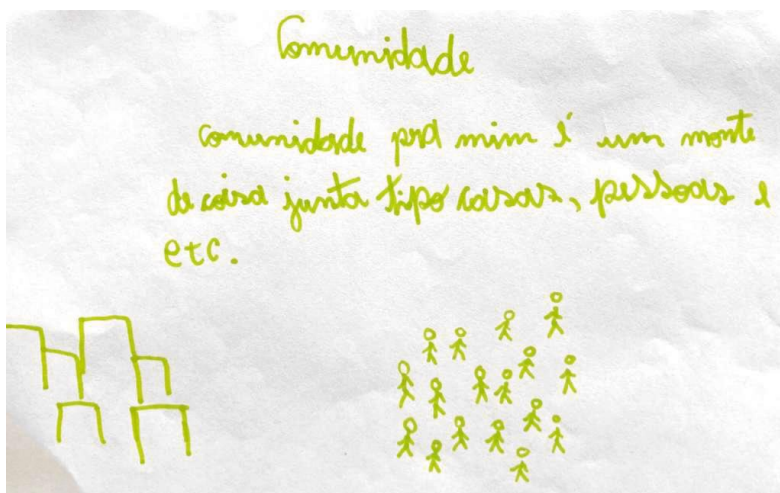 Comunidade
comunidade pra mim é um monte
de coisa junta tipo casas, pessoas e
etc.